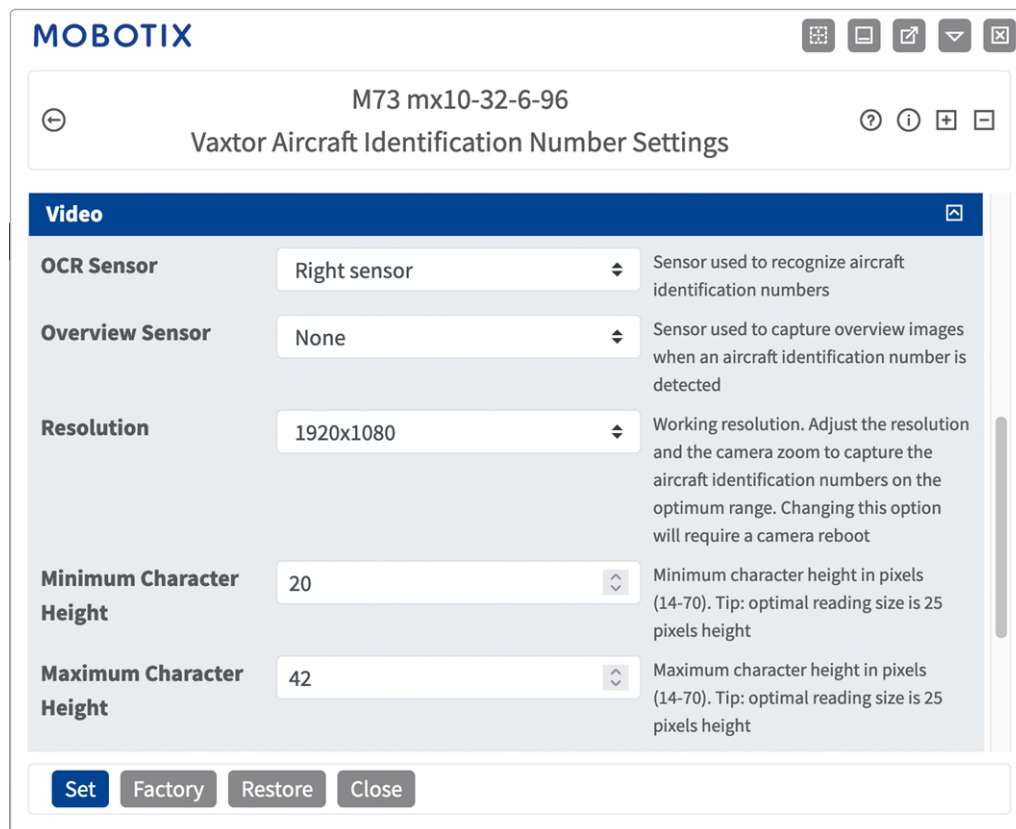 MOBOTIX
M73 mx10-32-6-96
Vaxtor Aircraft Identification Number Settings
Video
OCR Sensor
Right sensor
Sensor used to recognize aircraft
identification numbers
Overview Sensor
None
Sensor used to capture overview images
when an aircraft identification number is
detected
Resolution
1920x1080
Working resolution. Adjust the resolution
and the camera zoom to capture the
aircraft identification numbers on the
optimum range. Changing this option
will require a camera reboot
Minimum Character
Height
20
Minimum character height in pixels
(14-70). Tip: optimal reading size is 25
pixels height
Maximum Character
Height
42
Maximum character height in pixels
(14-70). Tip: optimal reading size is 25
pixels height
Set Factory Restore Close